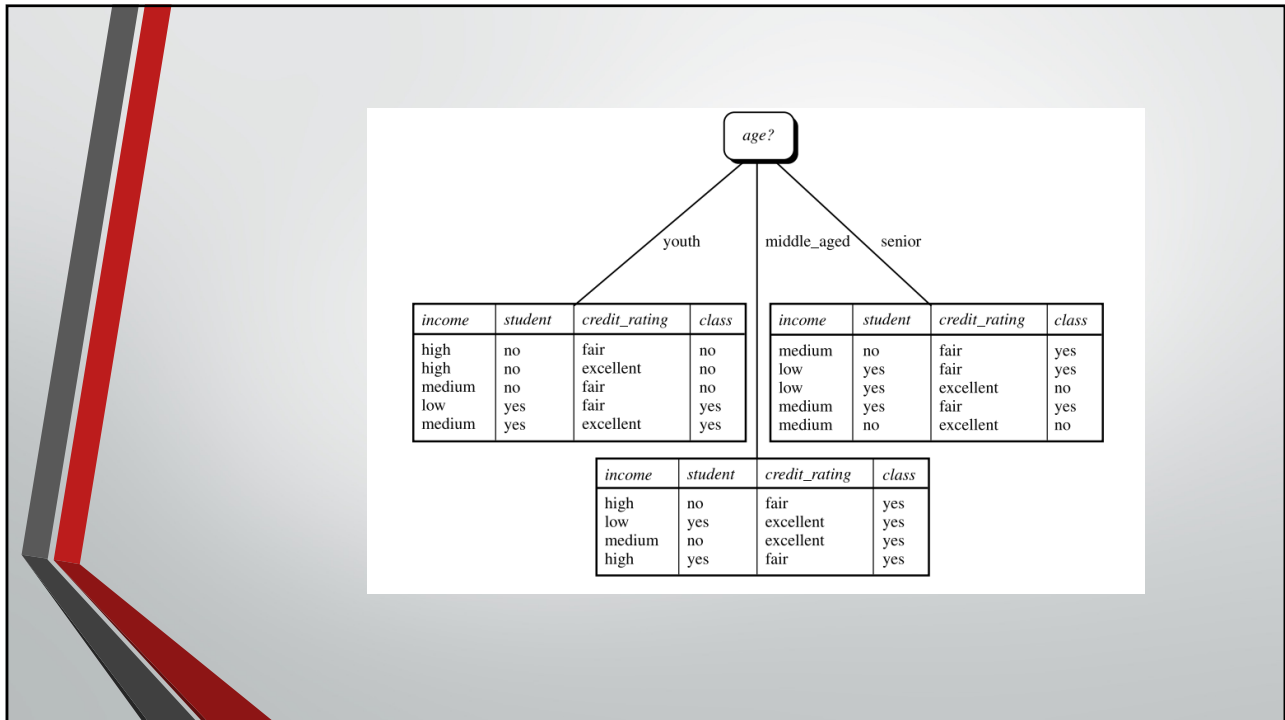 age?
youth middle_aged senior
income student credit_rating class
high no fair no
high no excellent no
medium no fair no
low yes fair yes
medium yes excellent yes
income student credit_rating class
medium no fair yes
low yes fair yes
low yes excellent no
medium yes fair yes
medium no excellent no
income student credit_rating class
high no fair yes
low yes excellent yes
medium no excellent yes
high yes fair yes